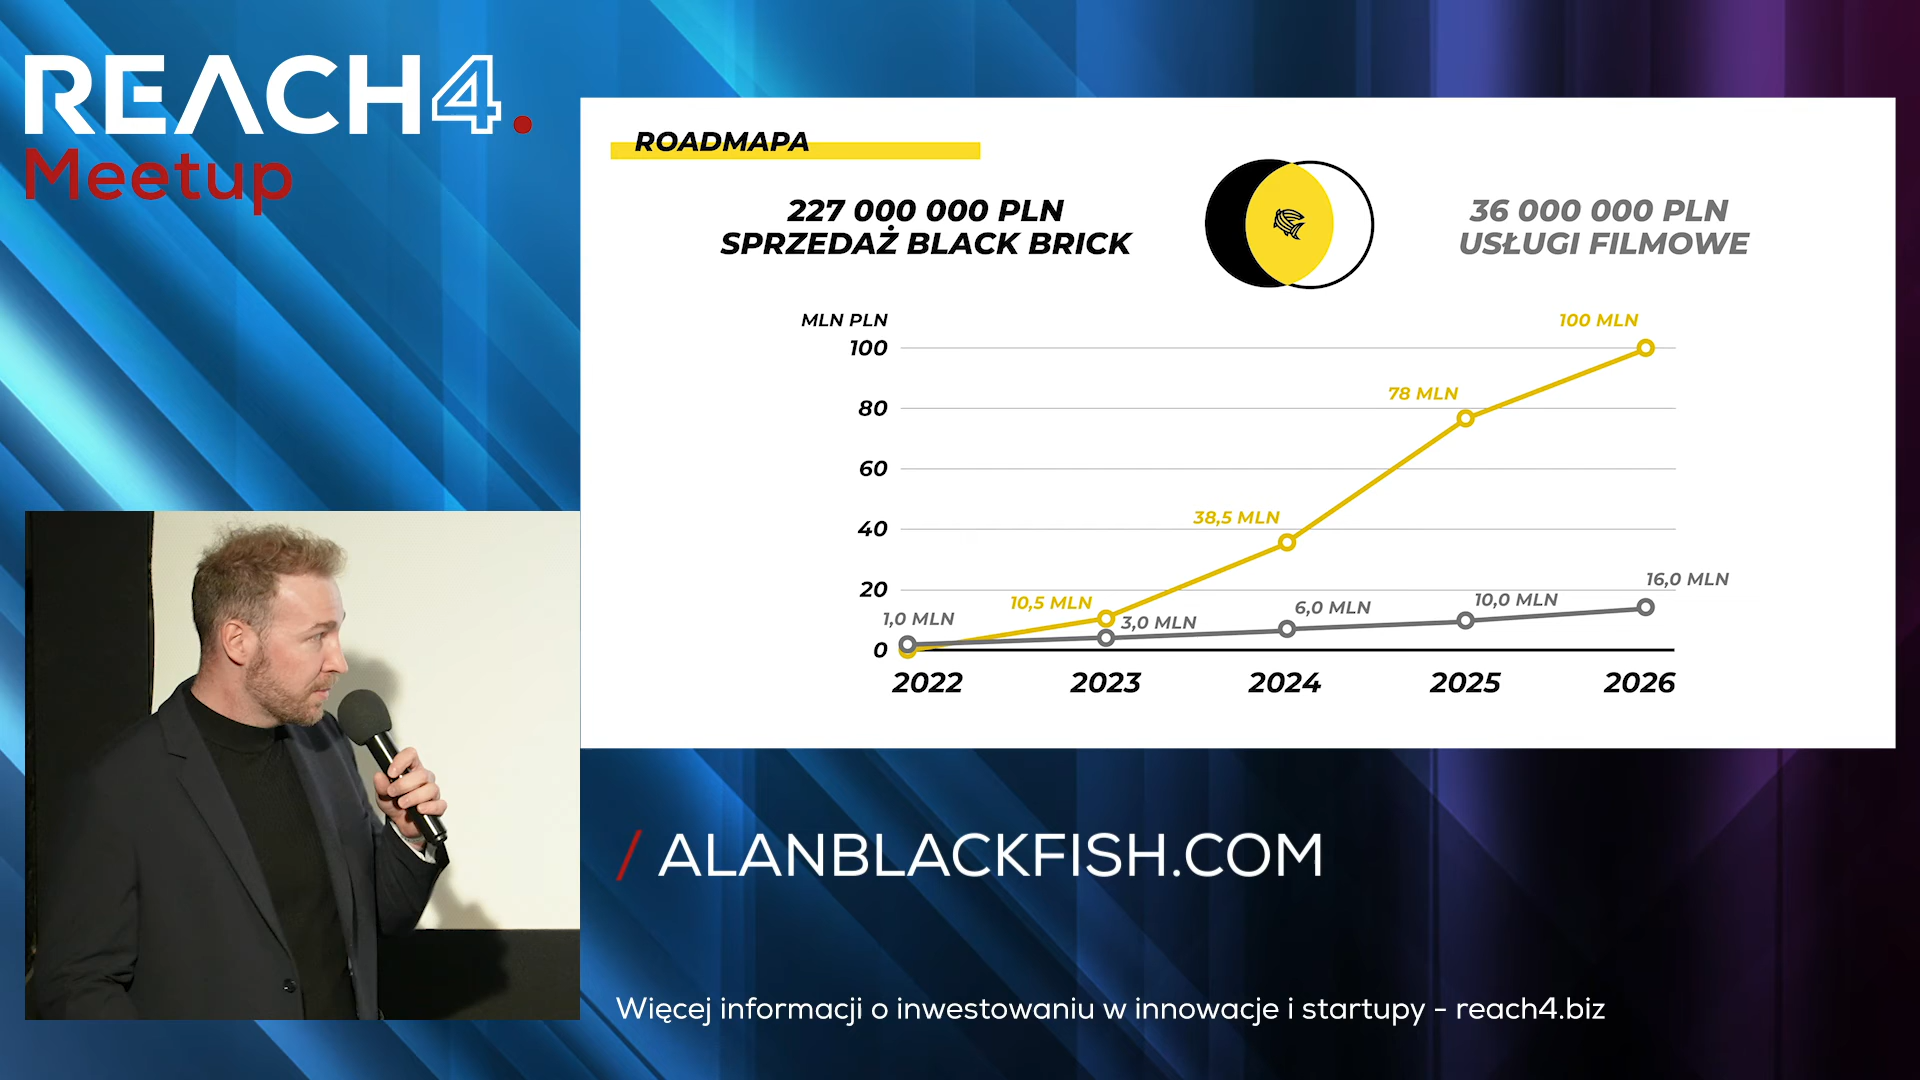 REACH4.
Meetup
ROADMAPA
227 000 000 PLN
SPRZEDAŻ BLACK BRICK
36 000 000 PLN
USŁUGI FILMOWE
MLN PLN
100
80
60
40
20
0
100 MLN
78 MLN
38,5 MLN
10,5 MLN
1,0 MLN
3,0 MLN
6,0 MLN
10,0 MLN
16,0 MLN
2022 2023 2024 2025 2026
/ ALANBLACKFISH.COM
Więcej informacji o inwestowaniu w innowacje i startupy - reach4.biz